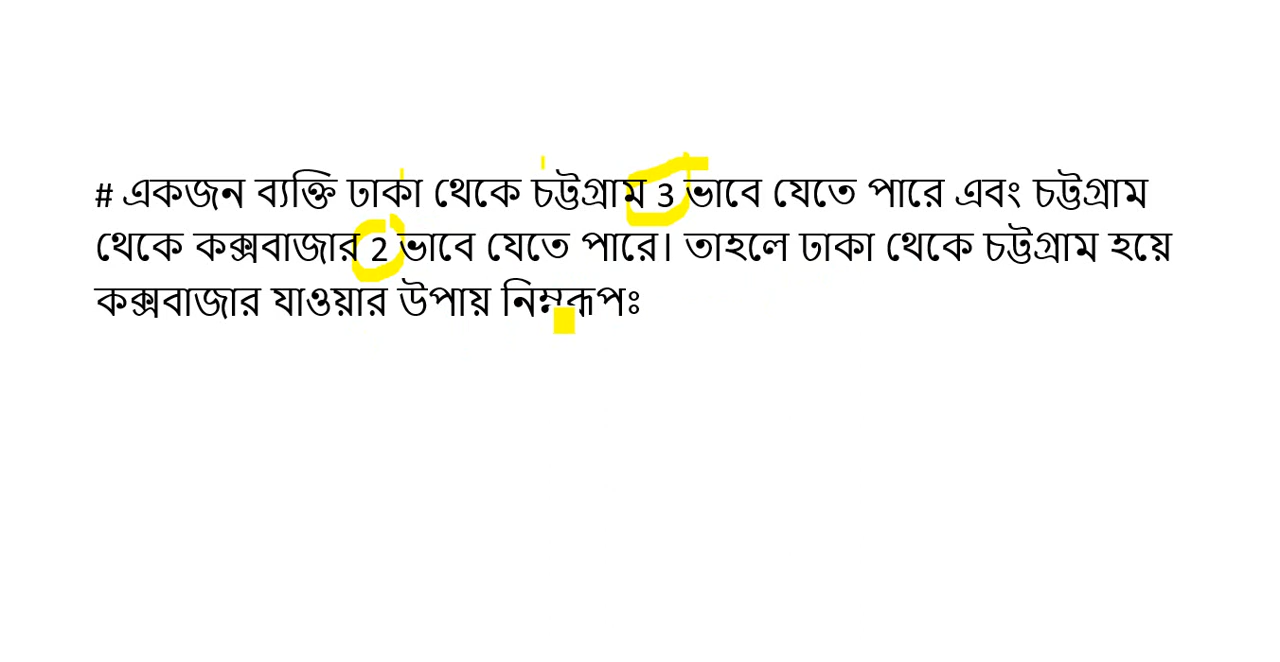 # একজন ব্যক্তি ঢাকা থেকে চট্টগ্রাম 3 ভাবে যেতে পারে এবং চট্টগ্রাম
থেকে কক্সবাজার 2 ভাবে যেতে পারে। তাহলে ঢাকা থেকে চট্টগ্রাম হয়ে
কক্সবাজার যাওয়ার উপায় নিম্নরূপঃ